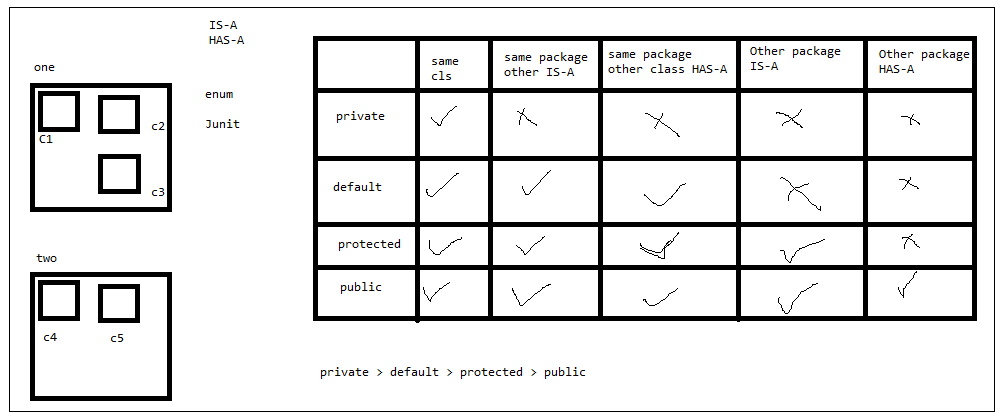 IS-A
HAS-A
one
C1
c2
c3
enum
Junit
two
c4
c5
same
cls
same package
other IS-A
same package
other class HAS-A
Other package
IS-A
Other package
HAS-A
private
default
protected
public
private > default > protected > public